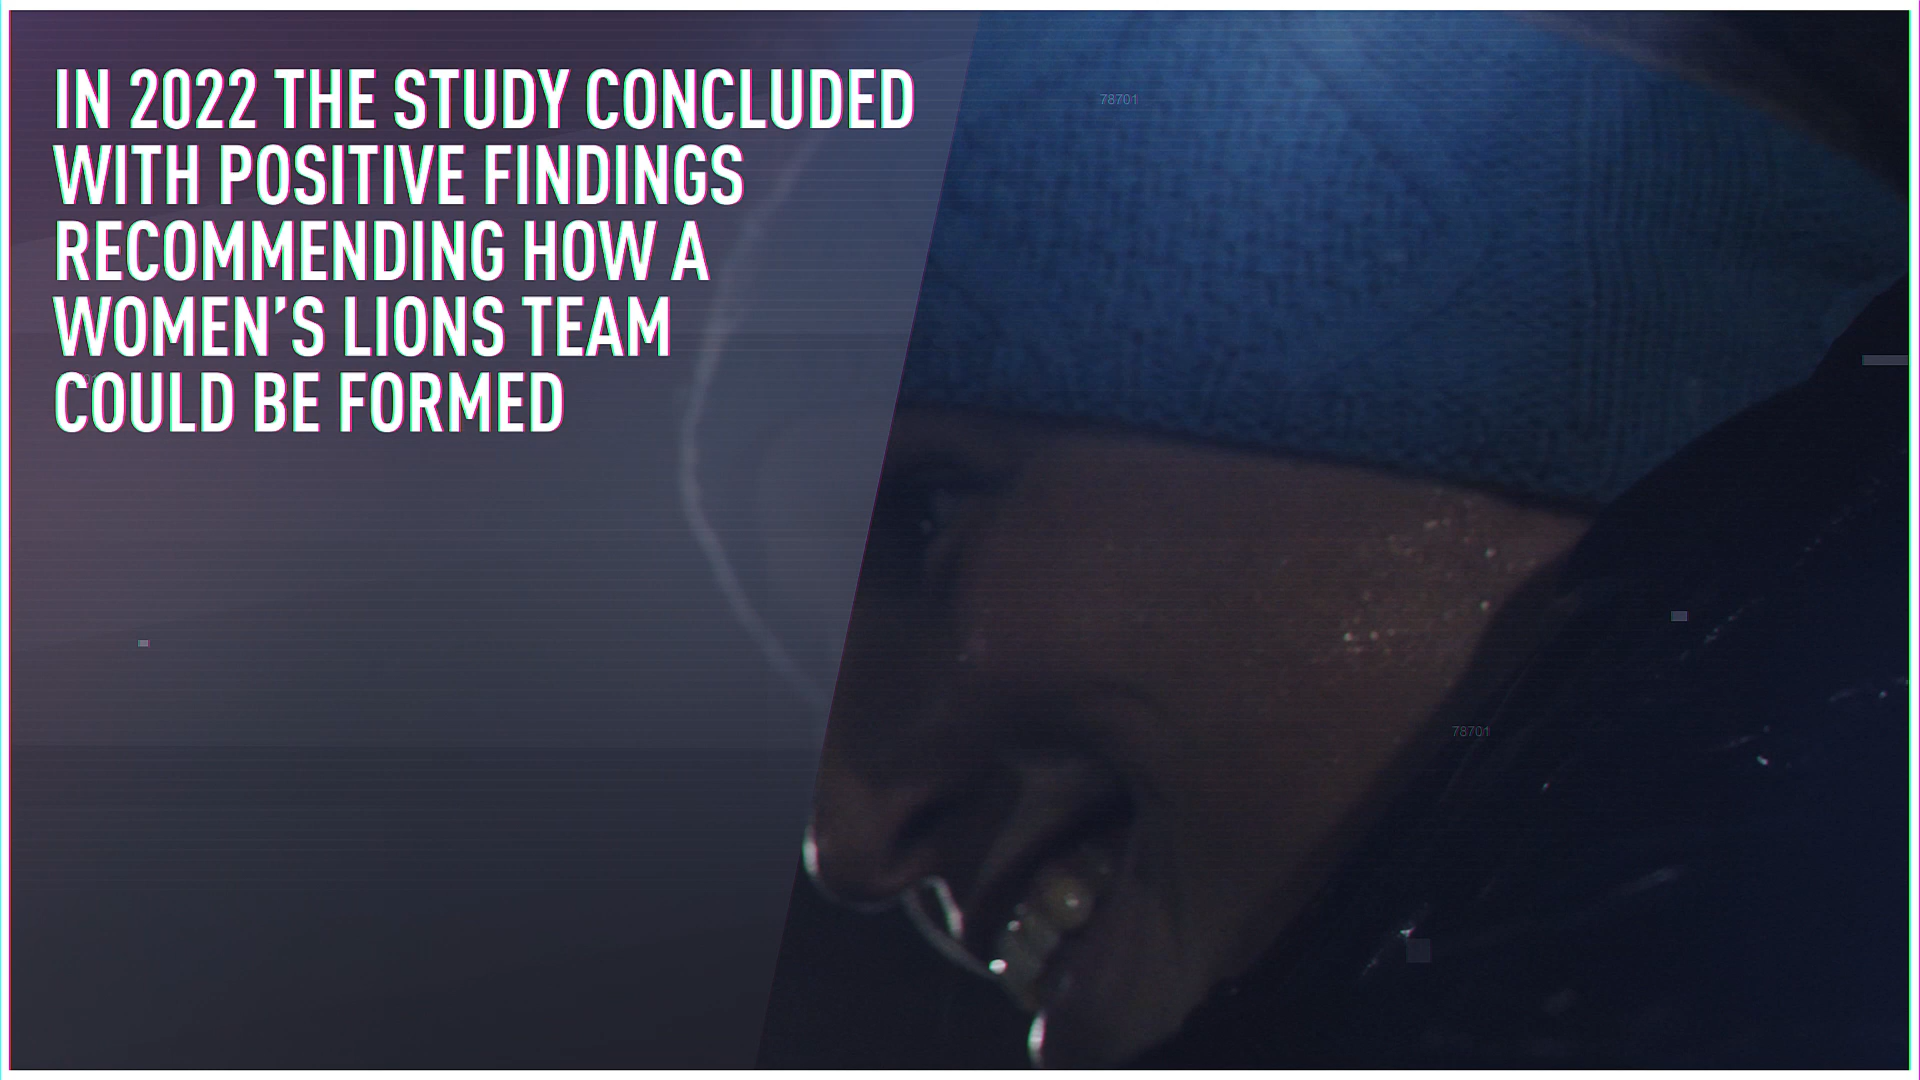 IN 2022 THE STUDY CONCLUDED
WITH POSITIVE FINDINGS
RECOMMENDING HOW A
WOMEN’S LIONS TEAM
COULD BE FORMED
78701
78701